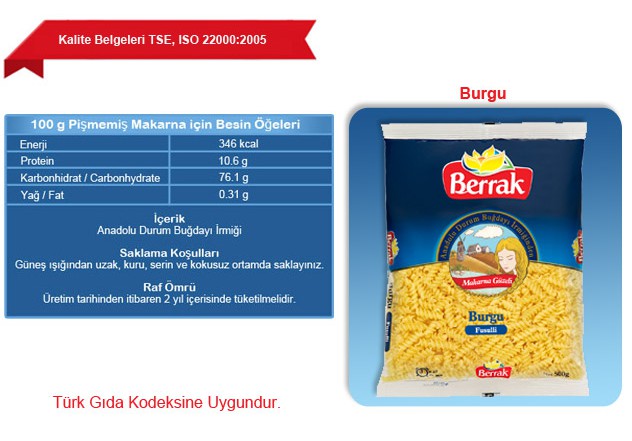 Kalite Belgeleri TSE, ISO 22000:2005
Burgu
100 g Pişmemiş Makarna için Besin Öğeleri
Enerji 346 kcal
Protein 10.6 g
Karbonhidrat / Carbonhydrate 76.1 g
Yağ / Fat 0.31 g
İçerik
Anadolu Durum Buğdayı İrmiği
Saklama Koşulları
Güneş ışığından uzak, kuru, serin ve kokusuz ortamda saklayınız.
Raf Ömrü
Üretim tarihinden itibaren 2 yıl içerisinde tüketilmelidir.
Berrak
Anadolu Durum Buğdayı İrmiğinden
Makarna Güzeli
Burgu
Fusulli
Berrak
500g
Türk Gıda Kodeksine Uygundur.